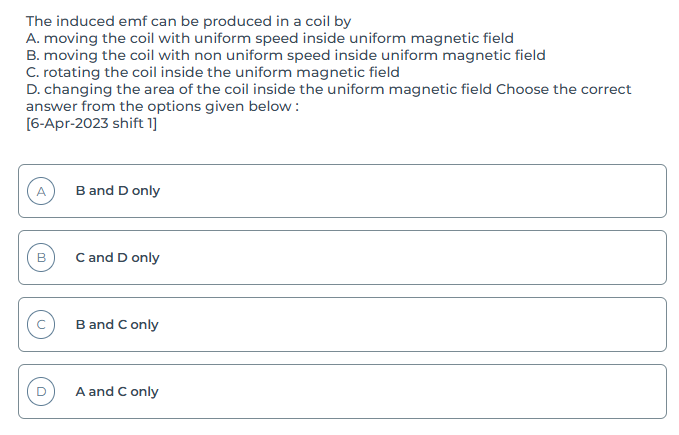 The induced emf can be produced in a coil by
A. moving the coil with uniform speed inside uniform magnetic field
B. moving the coil with non uniform speed inside uniform magnetic field
C. rotating the coil inside the uniform magnetic field
D. changing the area of the coil inside the uniform magnetic field Choose the correct
answer from the options given below :
[6-Apr-2023 shift 1]
A B and D only
B C and D only
C B and C only
D A and C only